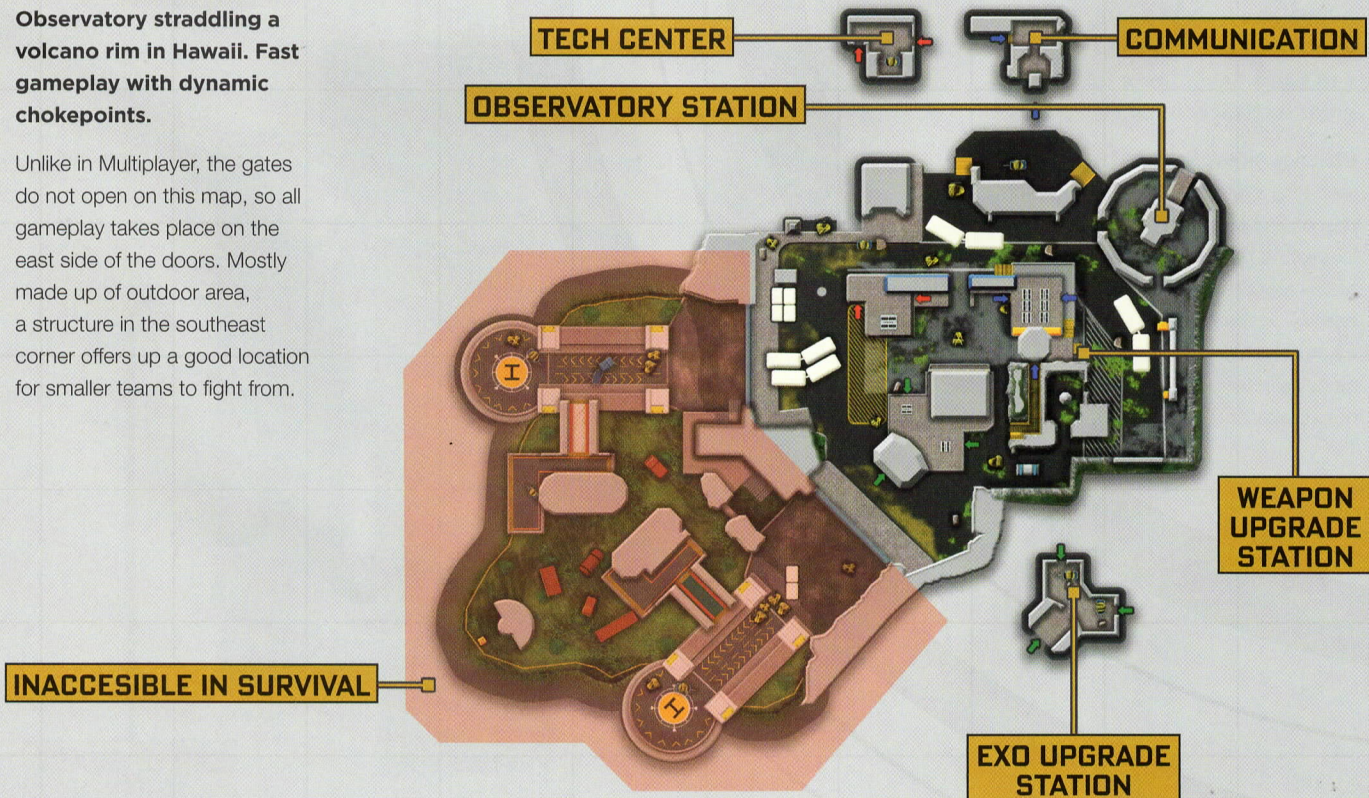 Observatory straddling a
volcano rim in Hawaii. Fast
gameplay with dynamic
chokepoints.
Unlike in Multiplayer, the gates
do not open on this map, so all
gameplay takes place on the
east side of the doors. Mostly
made up of outdoor area,
a structure in the southeast
corner offers up a good location
for smaller teams to fight from.
TECH CENTER
COMMUNICATION
OBSERVATORY STATION
H
WEAPON
UPGRADE
STATION
INACCESIBLE IN SURVIVAL
H
EXO UPGRADE
STATION